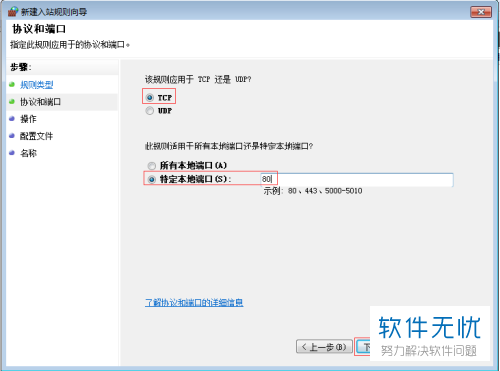 新建入站规则向导
协议和端口
指定此规则应用于的协议和端口。
步骤:
规则类型
协议和端口
操作
配置文件
名称
该规则应用于 TCP 还是 UDP?
TCP
UDP
此规则适用于所有本地端口还是特定本地端口?
所有本地端口(A)
特定本地端口(S):
80
示例: 80、443、5000-5010
了解协议和端口的详细信息
< 上一步(B)
下
软件无忧
努力解决软件问题